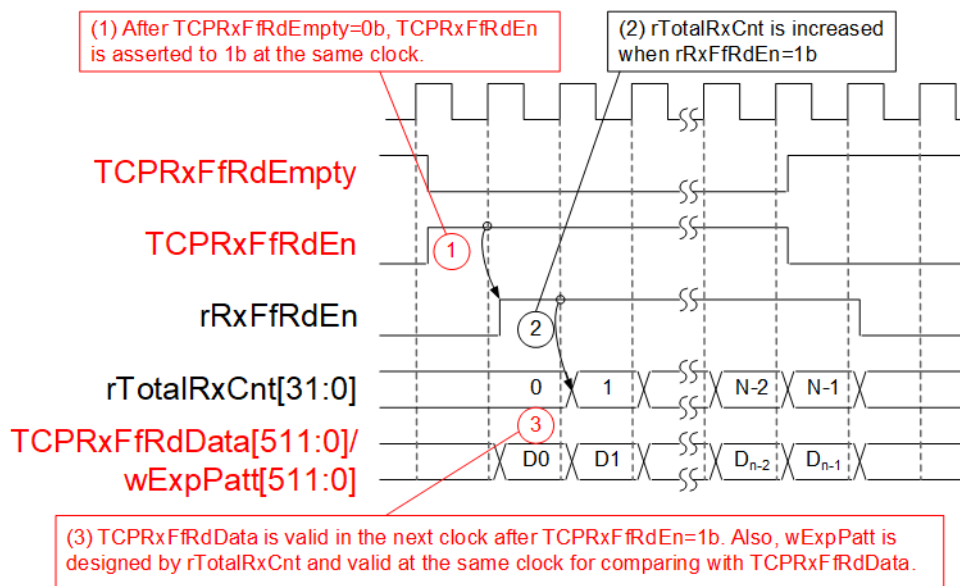 (1) After TCPRxFfRdEmpty=0b, TCPRxFfRdEn
is asserted to 1b at the same clock.
(2) rTotalRxCnt is increased
when rRxFfRdEn=1b
TCPRxFfRdEmpty
TCPRxFfRdEn
1
rRxFfRdEn
2
rTotalRxCnt[31:0]
0 1 N-2 N-1
3
TCPRxFfRdData[511:0]/
wExpPatt[511:0]
D0 D1 Dn-2 Dn-1
(3) TCPRxFfRdData is valid in the next clock after TCPRxFfRdEn=1b. Also, wExpPatt is
designed by rTotalRxCnt and valid at the same clock for comparing with TCPRxFfRdData.